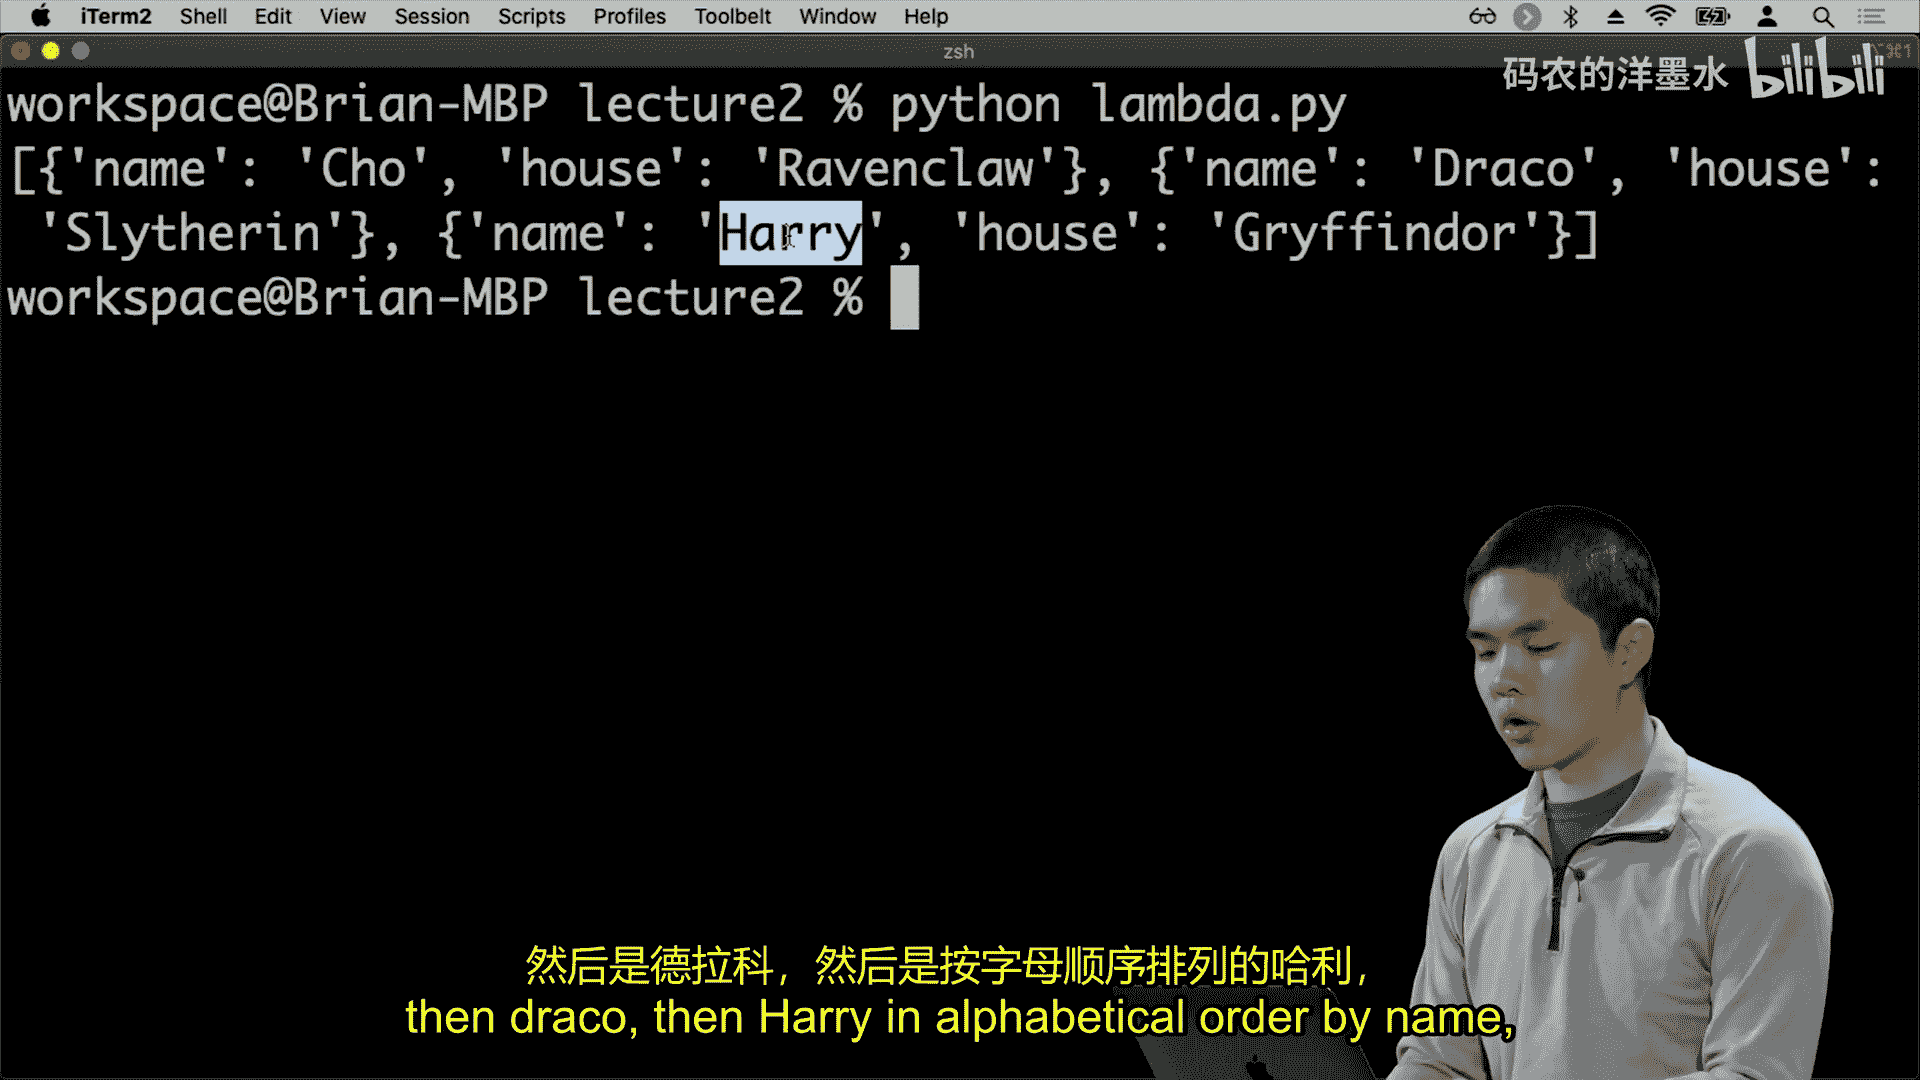 iTerm2 Shell Edit View Session Scripts Profiles Toolbelt Window Help
zsh
⌘1
码农的洋墨水 bilibili
workspace@Brian-MBP lecture2 % python lambda.py
[{'name': 'Cho', 'house': 'Ravenclaw'}, {'name': 'Draco', 'house':
'Slytherin'}, {'name': 'Harry', 'house': 'Gryffindor'}]
workspace@Brian-MBP lecture2 %
然后是德拉科，然后是按字母顺序排列的哈利，
then draco, then Harry in alphabetical order by name,